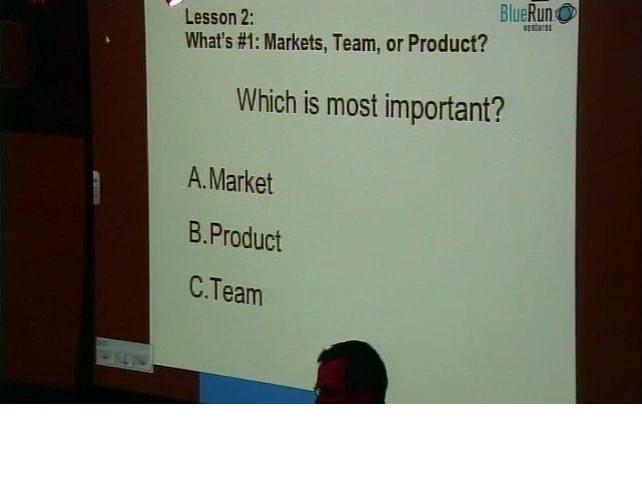 Lesson 2:
BlueRun
ventures
What's #1: Markets, Team, or Product?
Which is most important?
A.Market
B.Product
C.Team